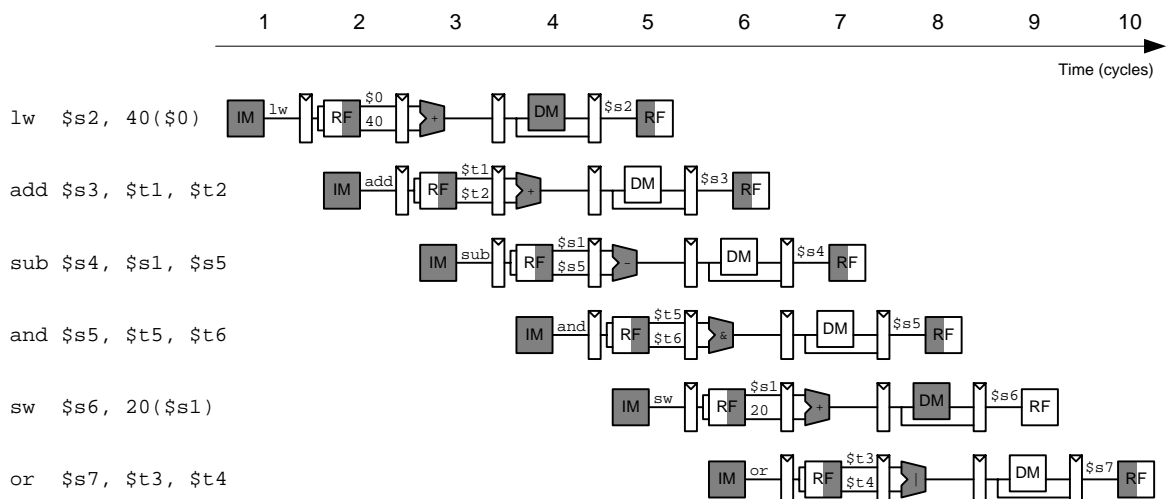 1 2 3 4 5 6 7 8 9 10
Time (cycles)
lw $s2, 40($0) IM lw RF $0 40 + DM $s2 RF
add $s3, $t1, $t2 IM add RF $t1 $t2 + DM $s3 RF
sub $s4, $s1, $s5 IM sub RF $s1 $s5 - DM $s4 RF
and $s5, $t5, $t6 IM and RF $t5 $t6 & DM $s5 RF
sw $s6, 20($s1) IM sw RF $s1 20 + DM $s6 RF
or $s7, $t3, $t4 IM or RF $t3 $t4 | DM $s7 RF